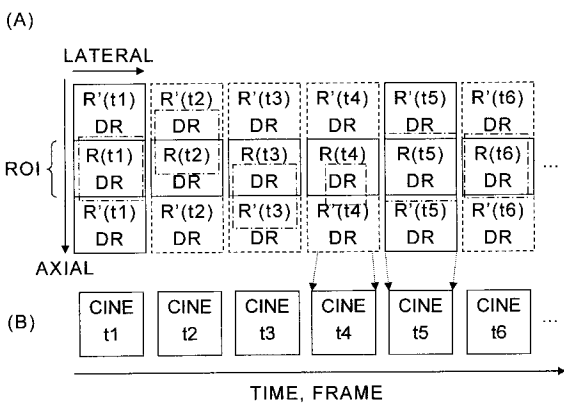 (A)
LATERAL
R'(t1) R'(t2) R'(t3) R'(t4) R'(t5) R'(t6)
DR DR DR DR DR DR
ROI { R(t1) R(t2) R(t3) R(t4) R(t5) R(t6) ...
DR DR DR DR DR DR
R'(t1) R'(t2) R'(t3) R'(t4) R'(t5) R'(t6)
DR DR DR DR DR DR
AXIAL
(B) CINE CINE CINE CINE CINE CINE ...
t1 t2 t3 t4 t5 t6
TIME, FRAME